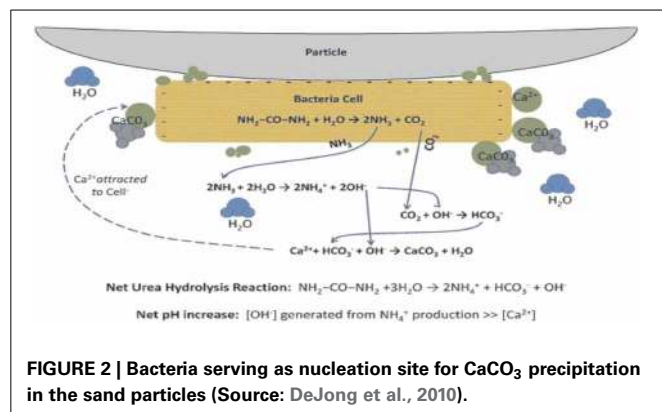 Particle
H₂O
Bacteria Cell
Ca²⁺
NH₂–CO–NH₂ + H₂O → 2NH₃ + CO₂
H₂O
CaCO₃
CaCO₃
NH₃
CO₂
CaCO₃
Ca²⁺attracted
to Cell⁻
2NH₃ + 2H₂O → 2NH₄⁺ + 2OH⁻
H₂O
H₂O
CO₂ + OH⁻ → HCO₃⁻
Ca²⁺+ HCO₃⁻ + OH⁻ → CaCO₃ + H₂O
Net Urea Hydrolysis Reaction: NH₂–CO–NH₂ +3H₂O → 2NH₄⁺ + HCO₃⁻ + OH⁻
Net pH increase: [OH⁻] generated from NH₄⁺ production >> [Ca²⁺]
FIGURE 2 | Bacteria serving as nucleation site for CaCO₃ precipitation
in the sand particles (Source: DeJong et al., 2010).